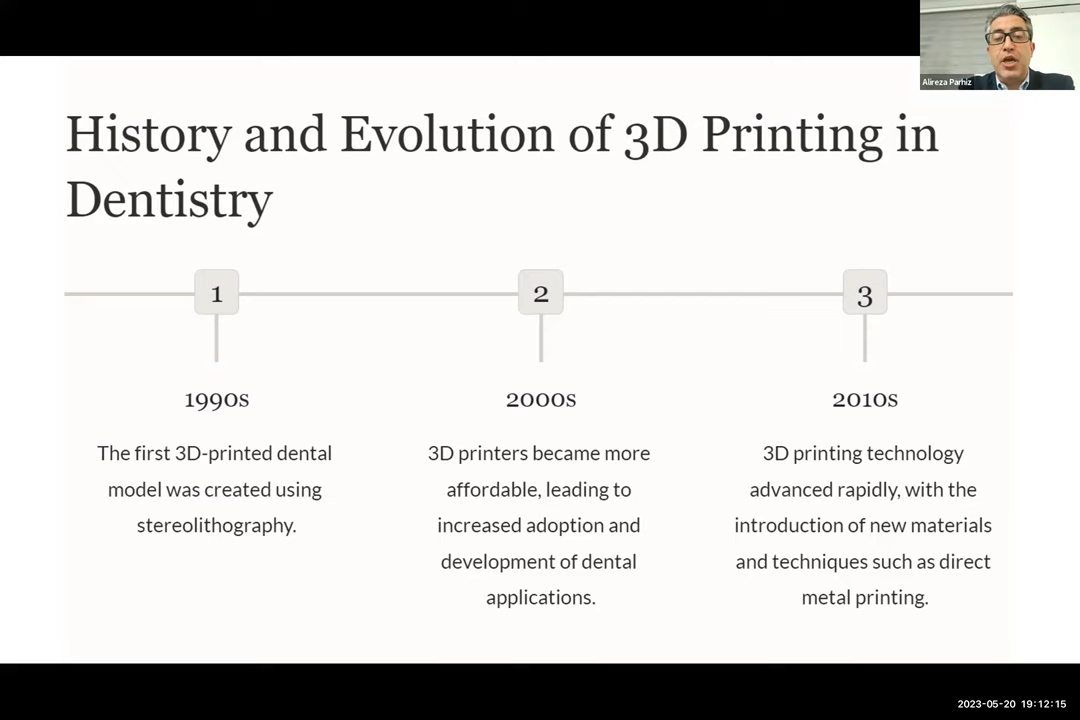 Alireza Parhiz
History and Evolution of 3D Printing in
Dentistry
1
2
3
1990s
The first 3D-printed dental
model was created using
stereolithography.
2000s
3D printers became more
affordable, leading to
increased adoption and
development of dental
applications.
2010s
3D printing technology
advanced rapidly, with the
introduction of new materials
and techniques such as direct
metal printing.
2023-05-20 19:12:15